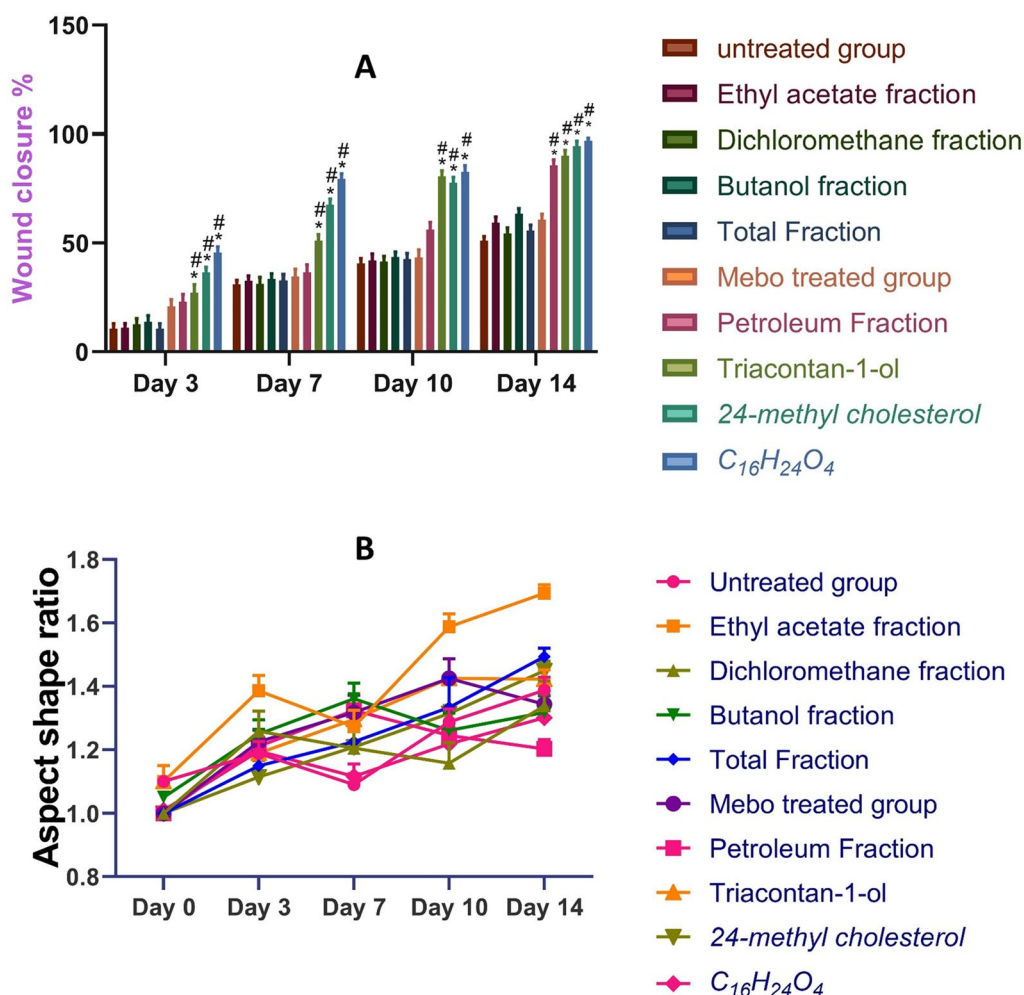 A
Wound closure %
150
100
50
0
# # #
* * *
# # #
* * *
# # #
* * *
# # # #
* * * *
Day 3 Day 7 Day 10 Day 14
untreated group
Ethyl acetate fraction
Dichloromethane fraction
Butanol fraction
Total Fraction
Mebo treated group
Petroleum Fraction
Triacontan-1-ol
24-methyl cholesterol
C₁₆H₂₄O₄
B
Aspect shape ratio
1.8
1.6
1.4
1.2
1.0
0.8
Day 0 Day 3 Day 7 Day 10 Day 14
Untreated group
Ethyl acetate fraction
Dichloromethane fraction
Butanol fraction
Total Fraction
Mebo treated group
Petroleum Fraction
Triacontan-1-ol
24-methyl cholesterol
C₁₆H₂₄O₄